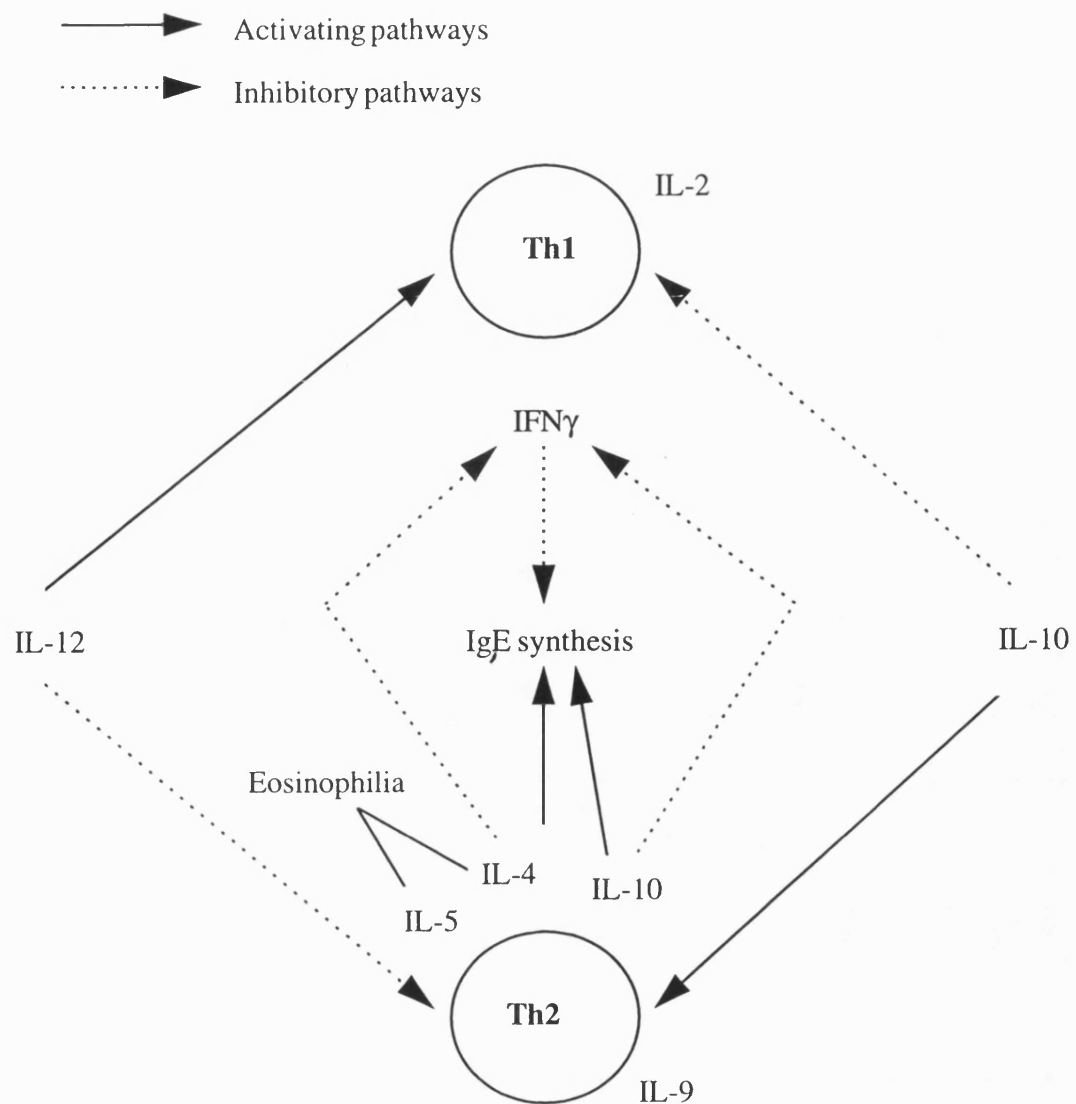 Activating pathways
Inhibitory pathways
IL-2
Th1
IFNγ
IL-12
IgE synthesis
IL-10
Eosinophilia
IL-4
IL-10
IL-5
Th2
IL-9